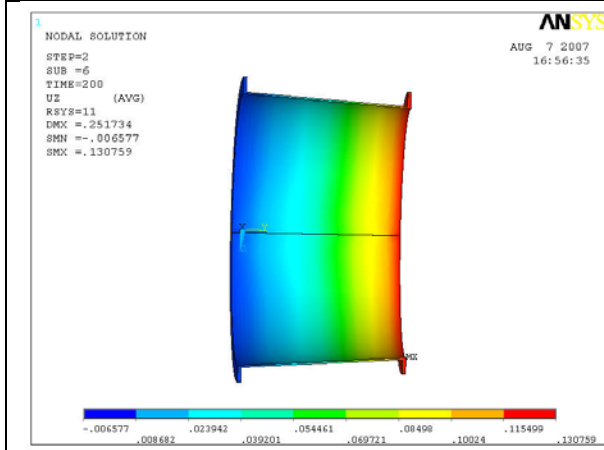 1
ANSYS
NODAL SOLUTION
AUG 7 2007
16:56:35
STEP=2
SUB =6
TIME=200
UZ (AVG)
RSYS=11
DMX =.251734
SMN =-.006577
SMX =.130759
X Y
Z
MX
-.006577 .023942 .054461 .08498 .115499
.008682 .039201 .069721 .10024 .130759